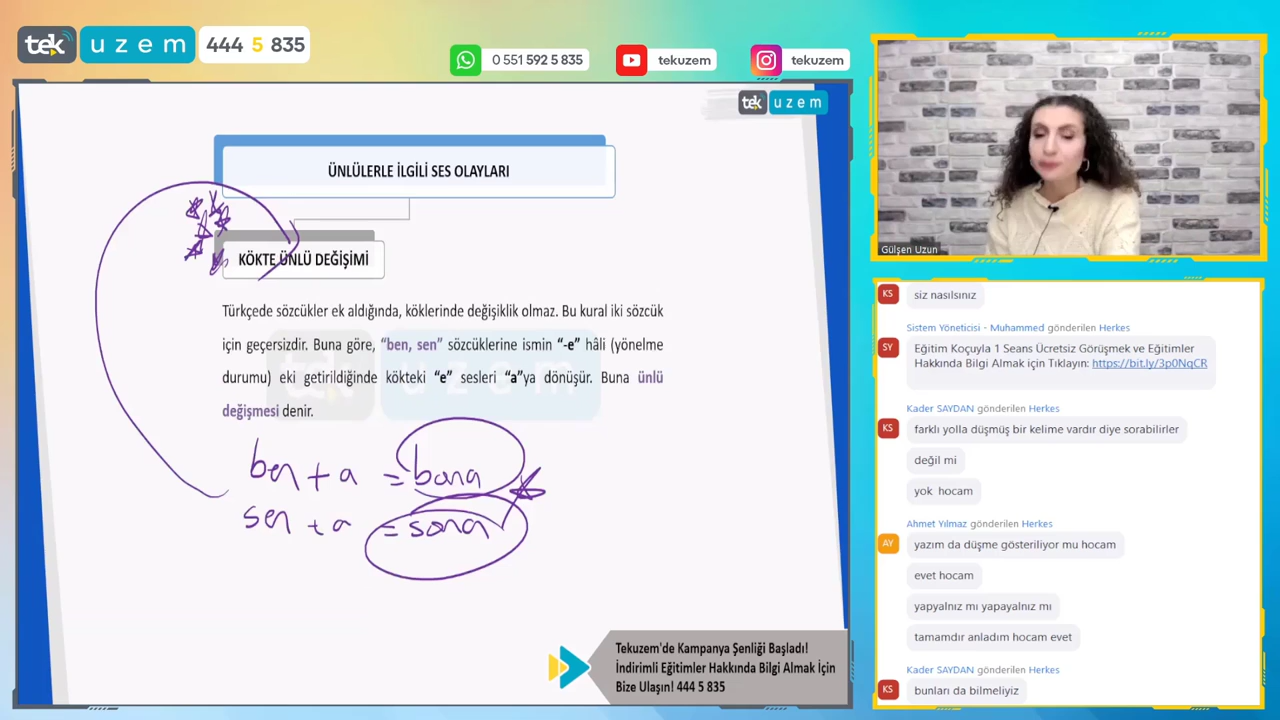 tek uzem 444 5 835
0 551 592 5 835
tekuzem
tekuzem
tek uzem
ÜNLÜLERLE İLGİLİ SES OLAYLARI
KÖKTE ÜNLÜ DEĞİŞİMİ
Türkçede sözcükler ek aldığında, köklerinde değişiklik olmaz. Bu kural iki sözcük
için geçersizdir. Buna göre, “ben, sen” sözcüklerine ismin “-e” hâli (yönelme
durumu) eki getirildiğinde kökteki “e” sesleri “a”ya dönüşür. Buna ünlü
değişmesi denir.
tek uzem
ben + a = bana
sen + a = sana
Tekuzem'de Kampanya Şenliği Başladı!
İndirimli Eğitimler Hakkında Bilgi Almak İçin
Bize Ulaşın! 444 5 835
Gülşen Uzun
KS siz nasılsınız
Sistem Yöneticisi - Muhammed gönderilen Herkes
SY Eğitim Koçuyla 1 Seans Ücretsiz Görüşmek ve Eğitimler
Hakkında Bilgi Almak için Tıklayın: https://bit.ly/3p0NqCR
Kader SAYDAN gönderilen Herkes
KS farklı yolla düşmüş bir kelime vardır diye sorabilirler
değil mi
yok hocam
Ahmet Yılmaz gönderilen Herkes
AY yazım da düşme gösteriliyor mu hocam
evet hocam
yapyalnız mı yapayalnız mı
tamamdır anladım hocam evet
Kader SAYDAN gönderilen Herkes
KS bunları da bilmeliyiz